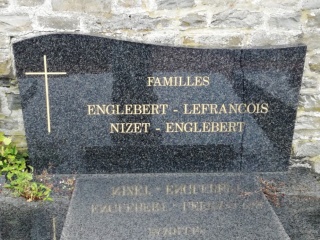 FAMILLES
ENGLEBERT - LEFRANCOIS
NIZET - ENGLEBERT